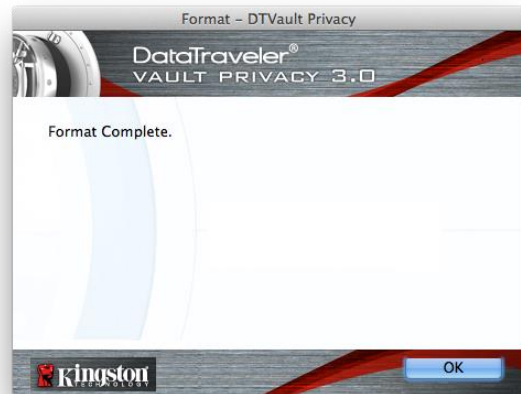 Format – DTVault Privacy
DataTraveler®
VAULT PRIVACY 3.0
Format Complete.
Kingston
TECHNOLOGY
OK